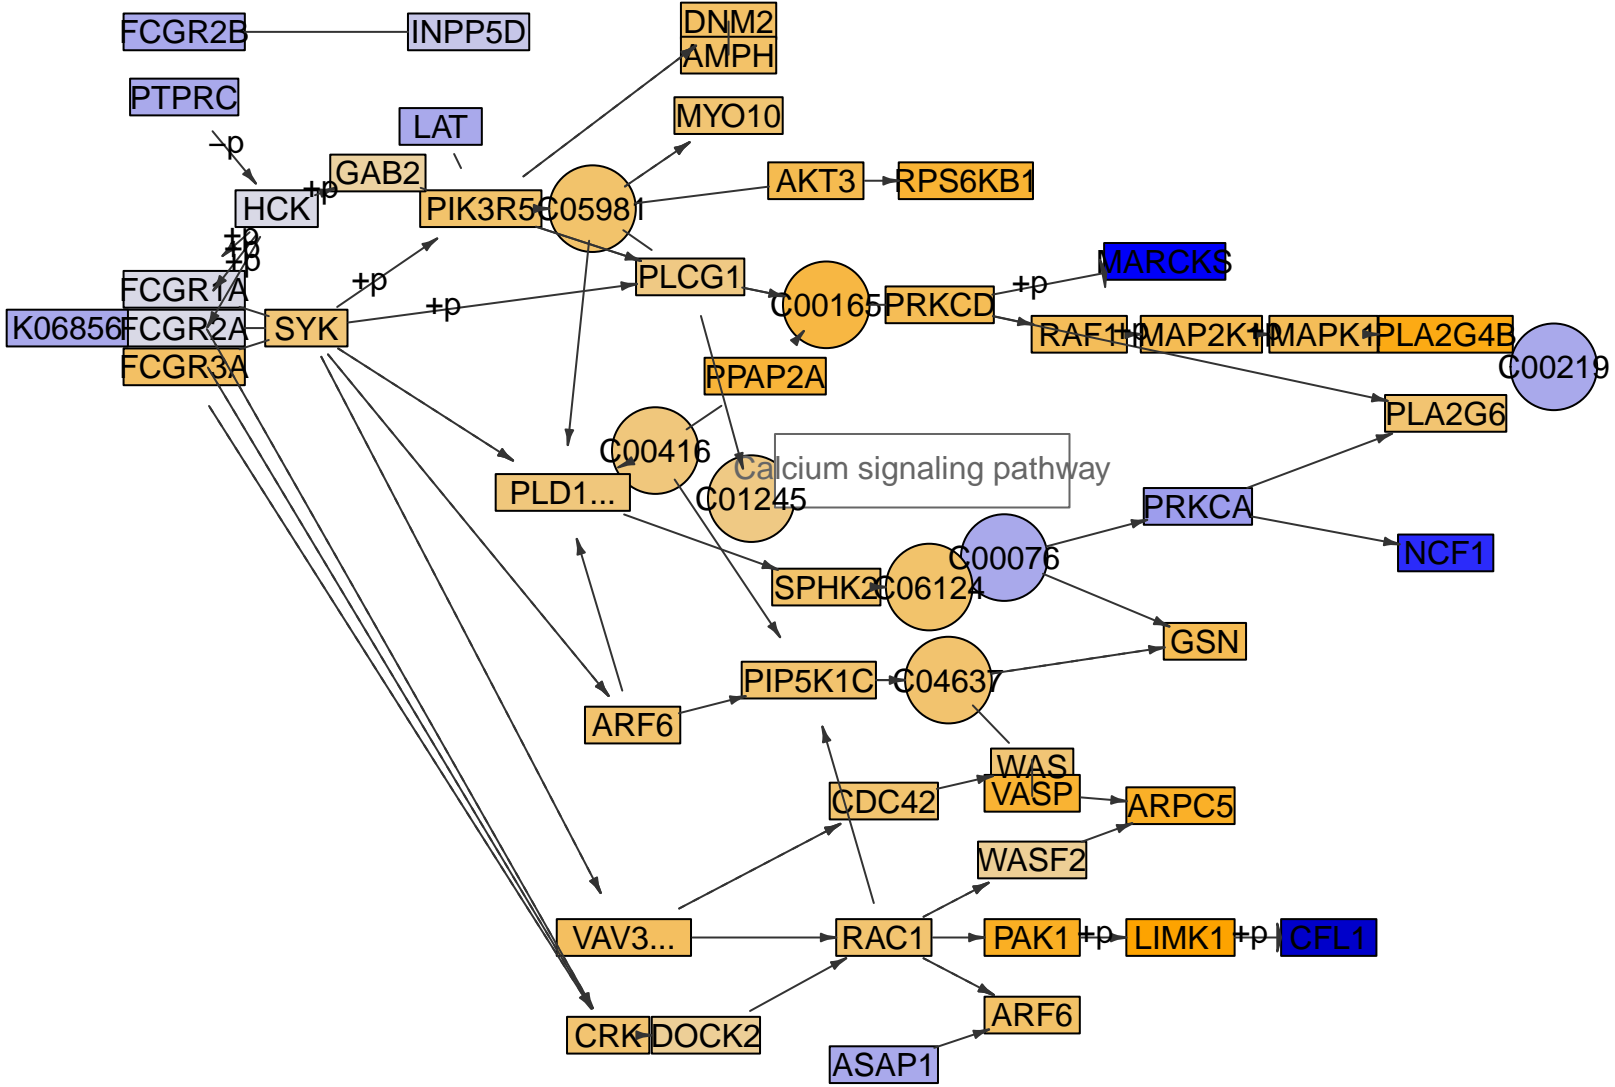 FCGR2B
INPP5D
DNM2
AMPH
PTPRC
LAT
MYO10
−p
GAB2
+p
HCK
PIK3R5
C05981
AKT3
RPS6KB1
+p
+p
+p
FCGR1A
+p
PLCG1
C00165
PRKCD
+p
MARCKS
K06856
FCGR2A
SYK
+p
RAF1
+p
MAP2K1
+p
MAPK1
PLA2G4B
C00219
FCGR3A
PPAP2A
PLA2G6
C00416
Calcium signaling pathway
PLD1...
C01245
PRKCA
NCF1
C00076
SPHK2
C06124
GSN
PIP5K1C
C04637
ARF6
WAS
VASP
CDC42
ARPC5
WASF2
VAV3...
RAC1
PAK1
+p
LIMK1
+p
CFL1
ARF6
CRK
DOCK2
ASAP1